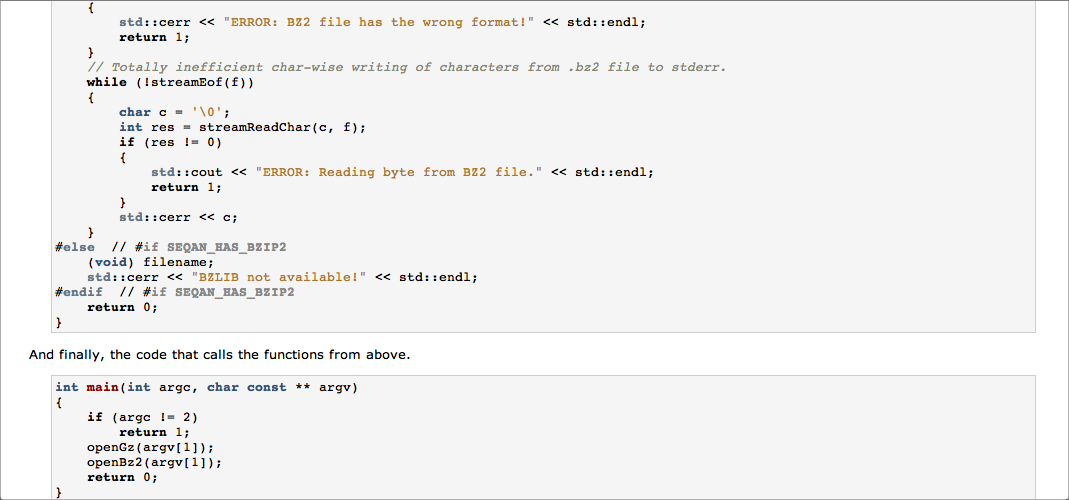 {
        std::cerr << "ERROR: BZ2 file has the wrong format!" << std::endl;
        return 1;
    }
    // Totally inefficient char-wise writing of characters from .bz2 file to stderr.
    while (!streamEof(f))
    {
        char c = '\0';
        int res = streamReadChar(c, f);
        if (res != 0)
        {
            std::cout << "ERROR: Reading byte from BZ2 file." << std::endl;
            return 1;
        }
        std::cerr << c;
    }
#else  // #if SEQAN_HAS_BZIP2
    (void) filename;
    std::cerr << "BZLIB not available!" << std::endl;
#endif  // #if SEQAN_HAS_BZIP2
    return 0;
}
And finally, the code that calls the functions from above.
int main(int argc, char const ** argv)
{
    if (argc != 2)
        return 1;
    openGz(argv[1]);
    openBz2(argv[1]);
    return 0;
}